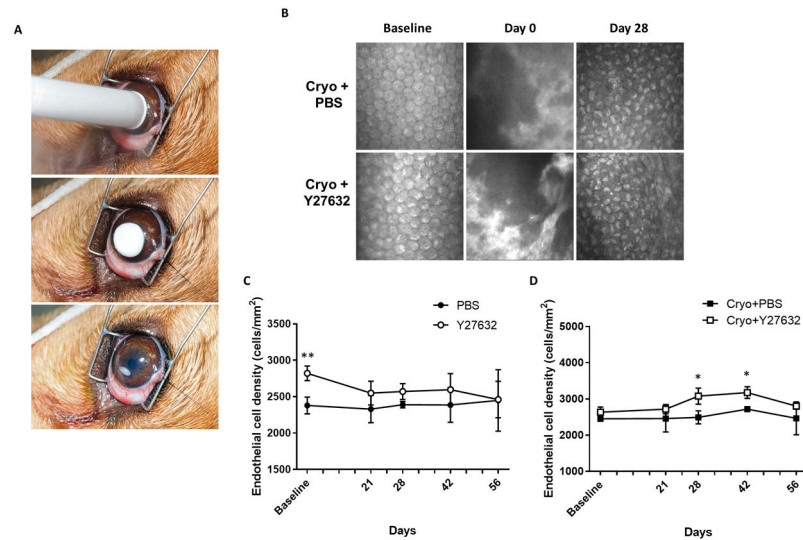 A
B
Baseline Day 0 Day 28
Cryo +
PBS
Cryo +
Y27632
C
PBS
Y27632
Endothelial cell density (cells/mm²)
3500
3000
2500
2000
1500
**
Baseline 21 28 42 56
Days
D
Cryo+PBS
Cryo+Y27632
Endothelial cell density (cells/mm²)
5000
4000
3000
2000
1000
* *
Baseline 21 28 42 56
Days